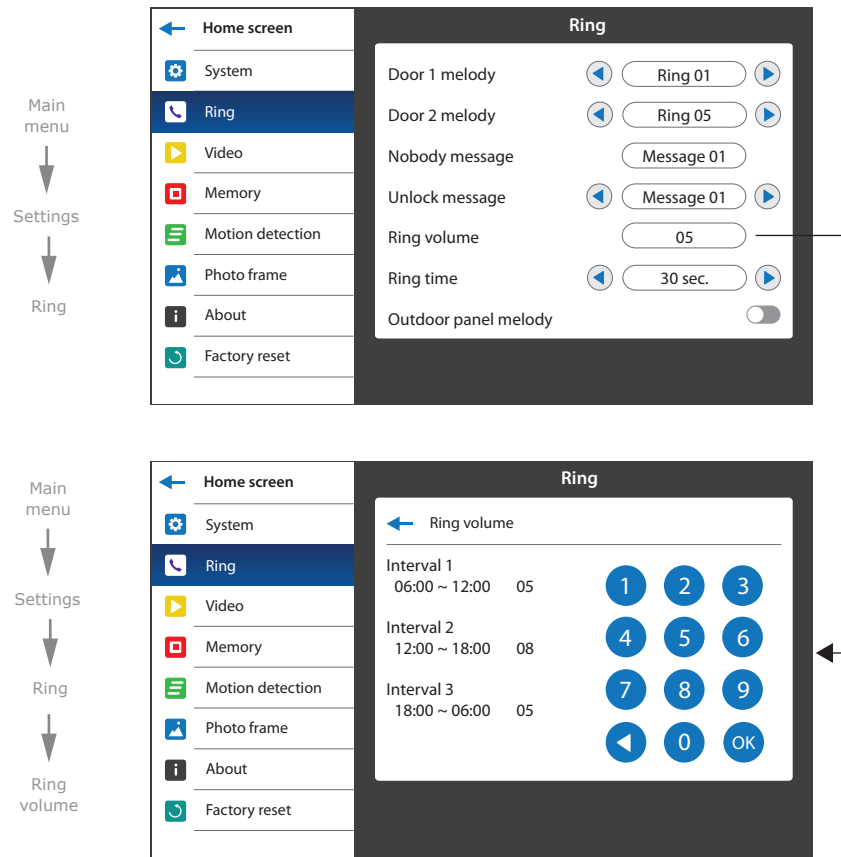 Main
menu
Settings
Ring
Home screen
System
Ring
Video
Memory
Motion detection
Photo frame
About
Factory reset
Ring
Door 1 melody Ring 01
Door 2 melody Ring 05
Nobody message Message 01
Unlock message Message 01
Ring volume 05
Ring time 30 sec.
Outdoor panel melody
Main
menu
Settings
Ring
Ring
volume
Home screen
System
Ring
Video
Memory
Motion detection
Photo frame
About
Factory reset
Ring
Ring volume
Interval 1
06:00 ~ 12:00 05
Interval 2
12:00 ~ 18:00 08
Interval 3
18:00 ~ 06:00 05
1 2 3
4 5 6
7 8 9
0 OK